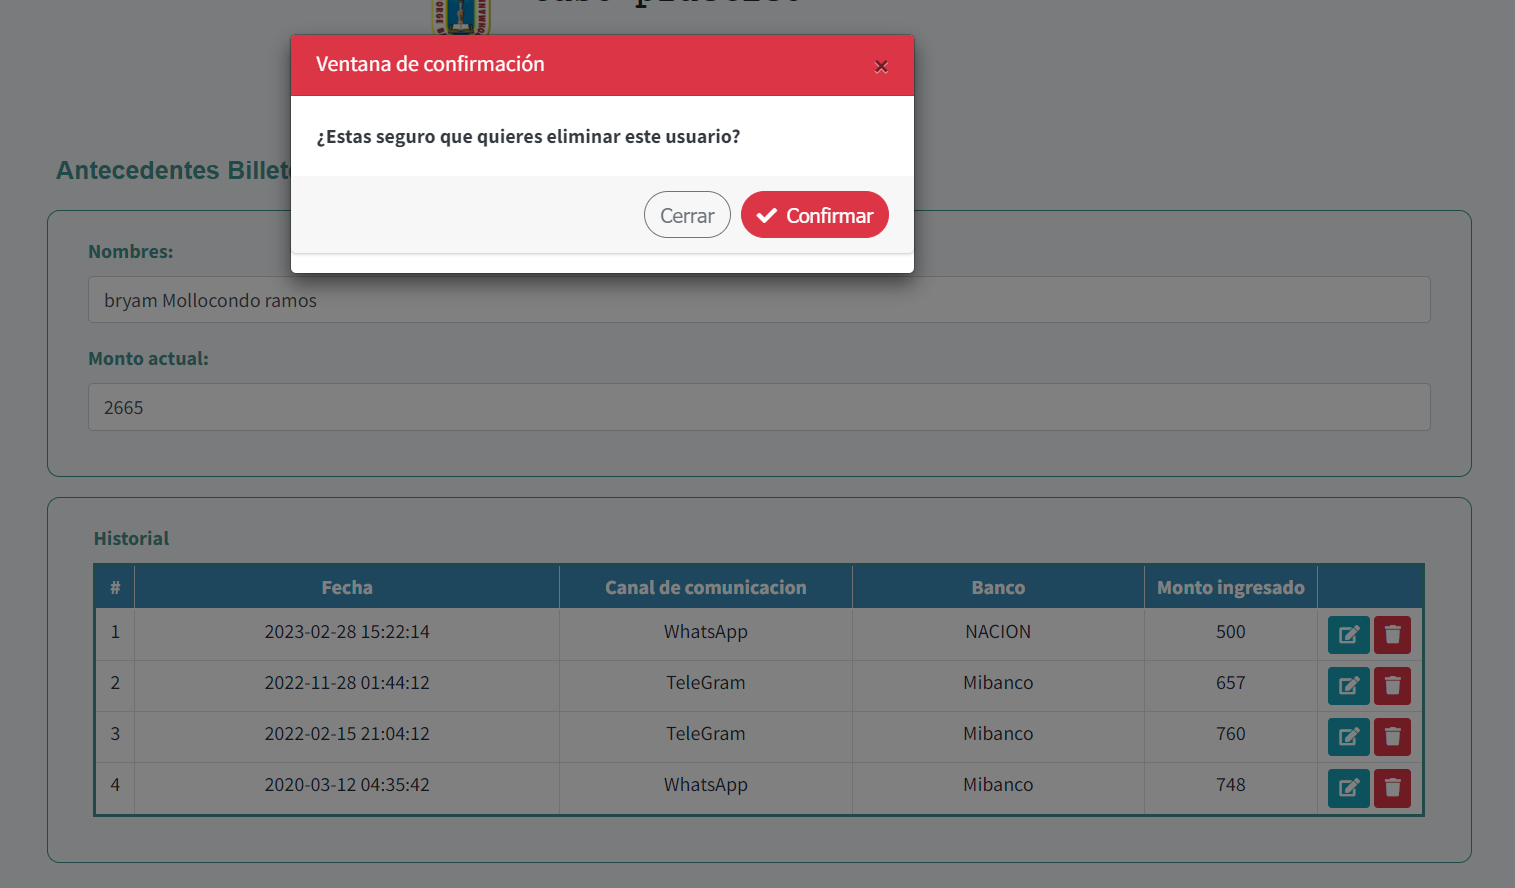 Ventana de confirmación
×
¿Estas seguro que quieres eliminar este usuario?
Cerrar
Confirmar
Antecedentes
Nombres:
bryam Mollocondo ramos
Monto actual:
2665
Historial
# Fecha Canal de comunicacion Banco Monto ingresado
1 2023-02-28 15:22:14 WhatsApp NACION 500
2 2022-11-28 01:44:12 TeleGram Mibanco 657
3 2022-02-15 21:04:12 TeleGram Mibanco 760
4 2020-03-12 04:35:42 WhatsApp Mibanco 748